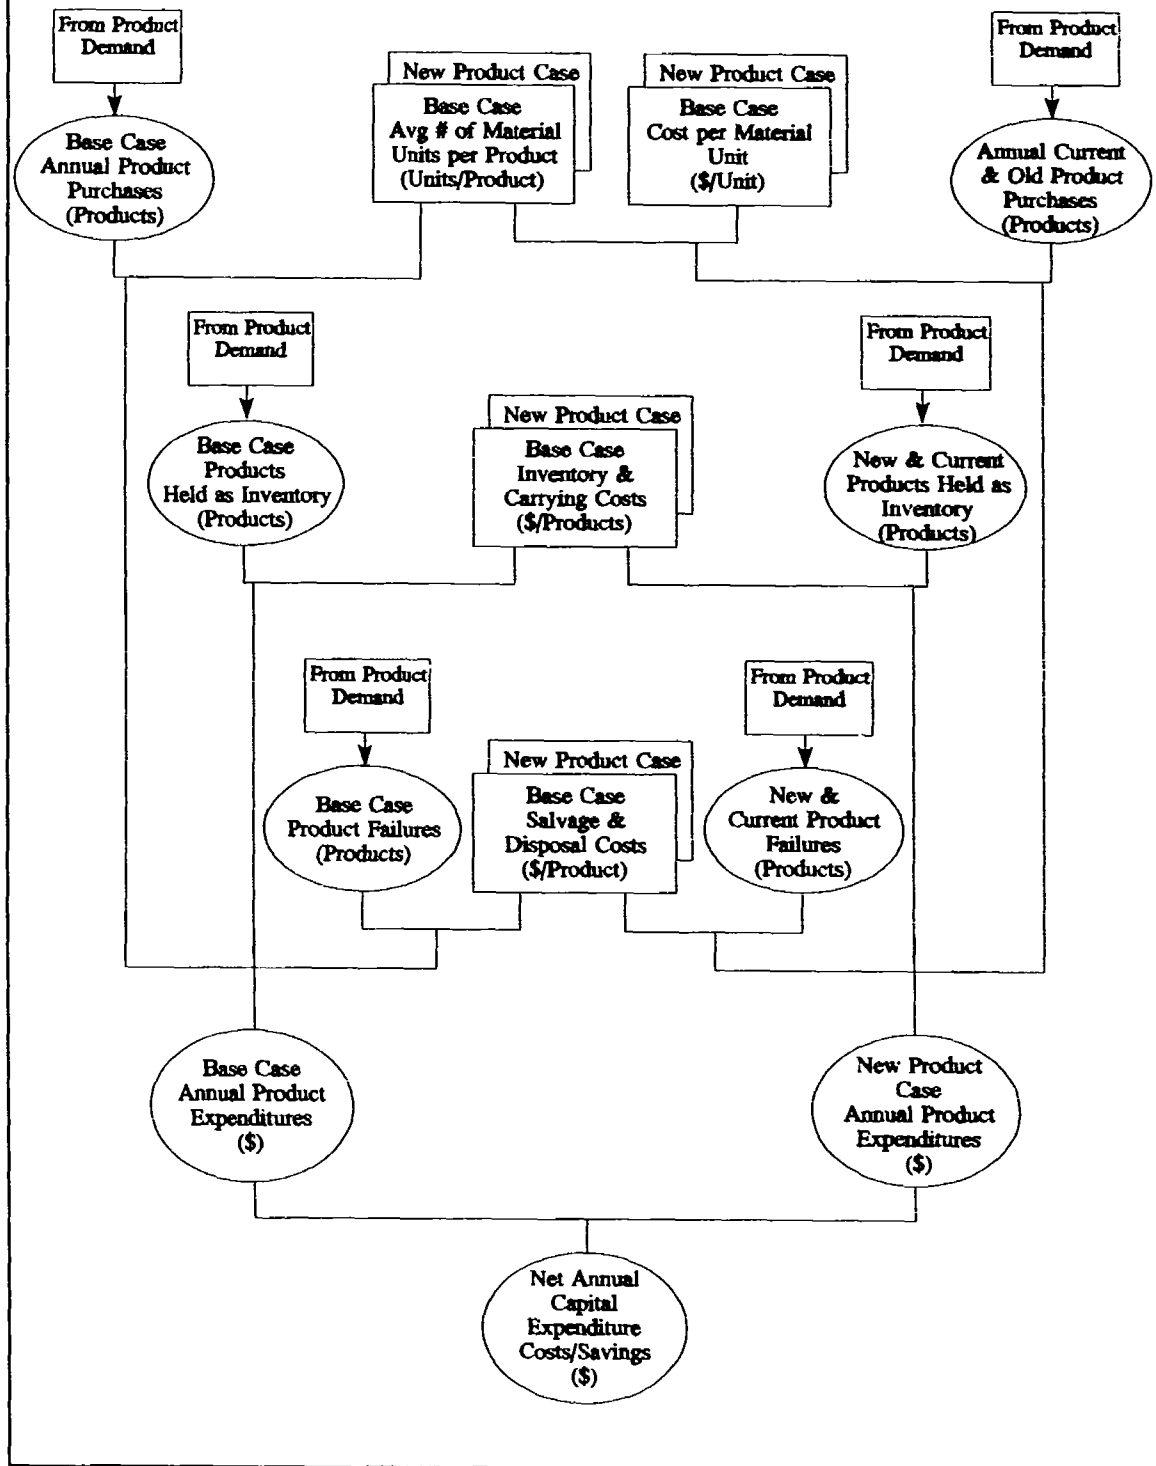 From Product
Demand
Base Case
Annual Product
Purchases
(Products)
New Product Case
Base Case
Avg # of Material
Units per Product
(Units/Product)
New Product Case
Base Case
Cost per Material
Unit
($/Unit)
From Product
Demand
Annual Current
& Old Product
Purchases
(Products)
From Product
Demand
Base Case
Products
Held as Inventory
(Products)
New Product Case
Base Case
Inventory &
Carrying Costs
($/Products)
From Product
Demand
New & Current
Products Held as
Inventory
(Products)
From Product
Demand
Base Case
Product Failures
(Products)
New Product Case
Base Case
Salvage &
Disposal Costs
($/Product)
From Product
Demand
New &
Current Product
Failures
(Products)
Base Case
Annual Product
Expenditures
($)
New Product
Case
Annual Product
Expenditures
($)
Net Annual
Capital
Expenditure
Costs/Savings
($)